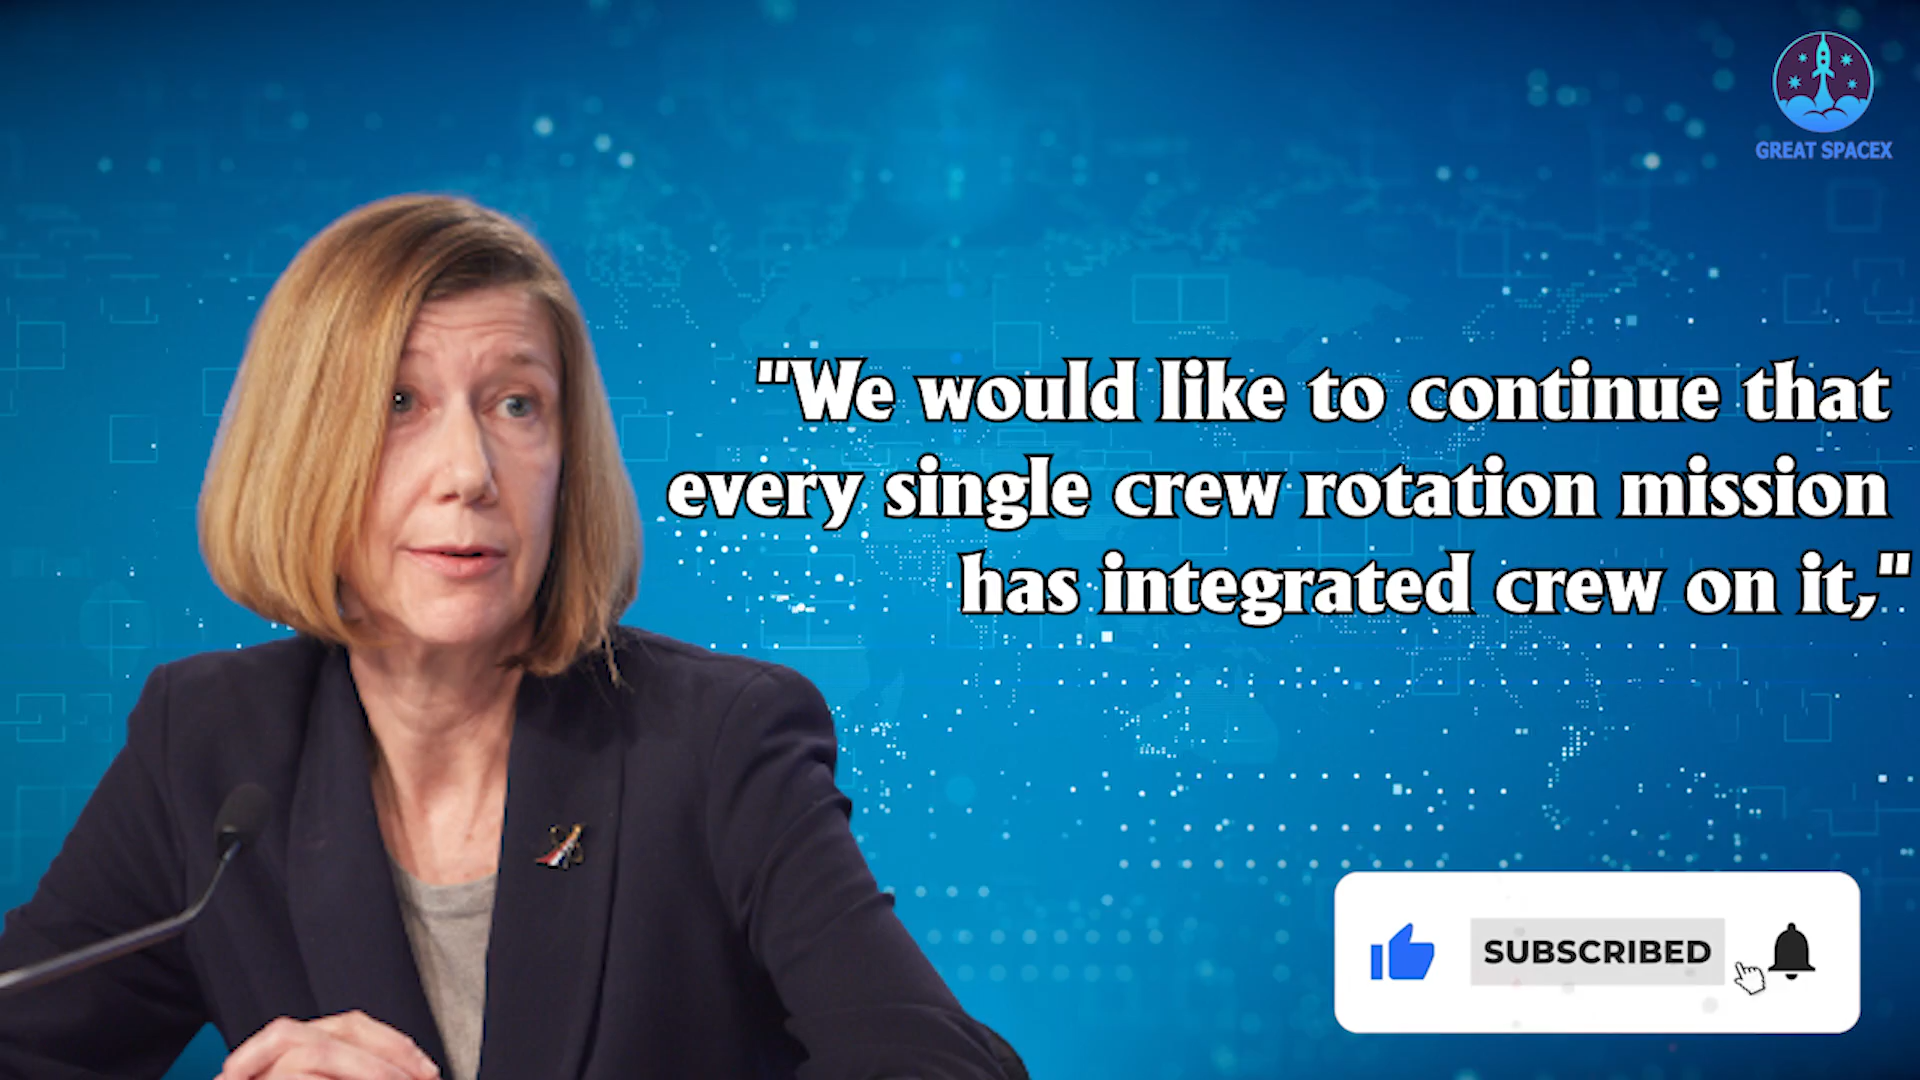 GREAT SPACEX
"We would like to continue that
every single crew rotation mission
has integrated crew on it,"
SUBSCRIBED